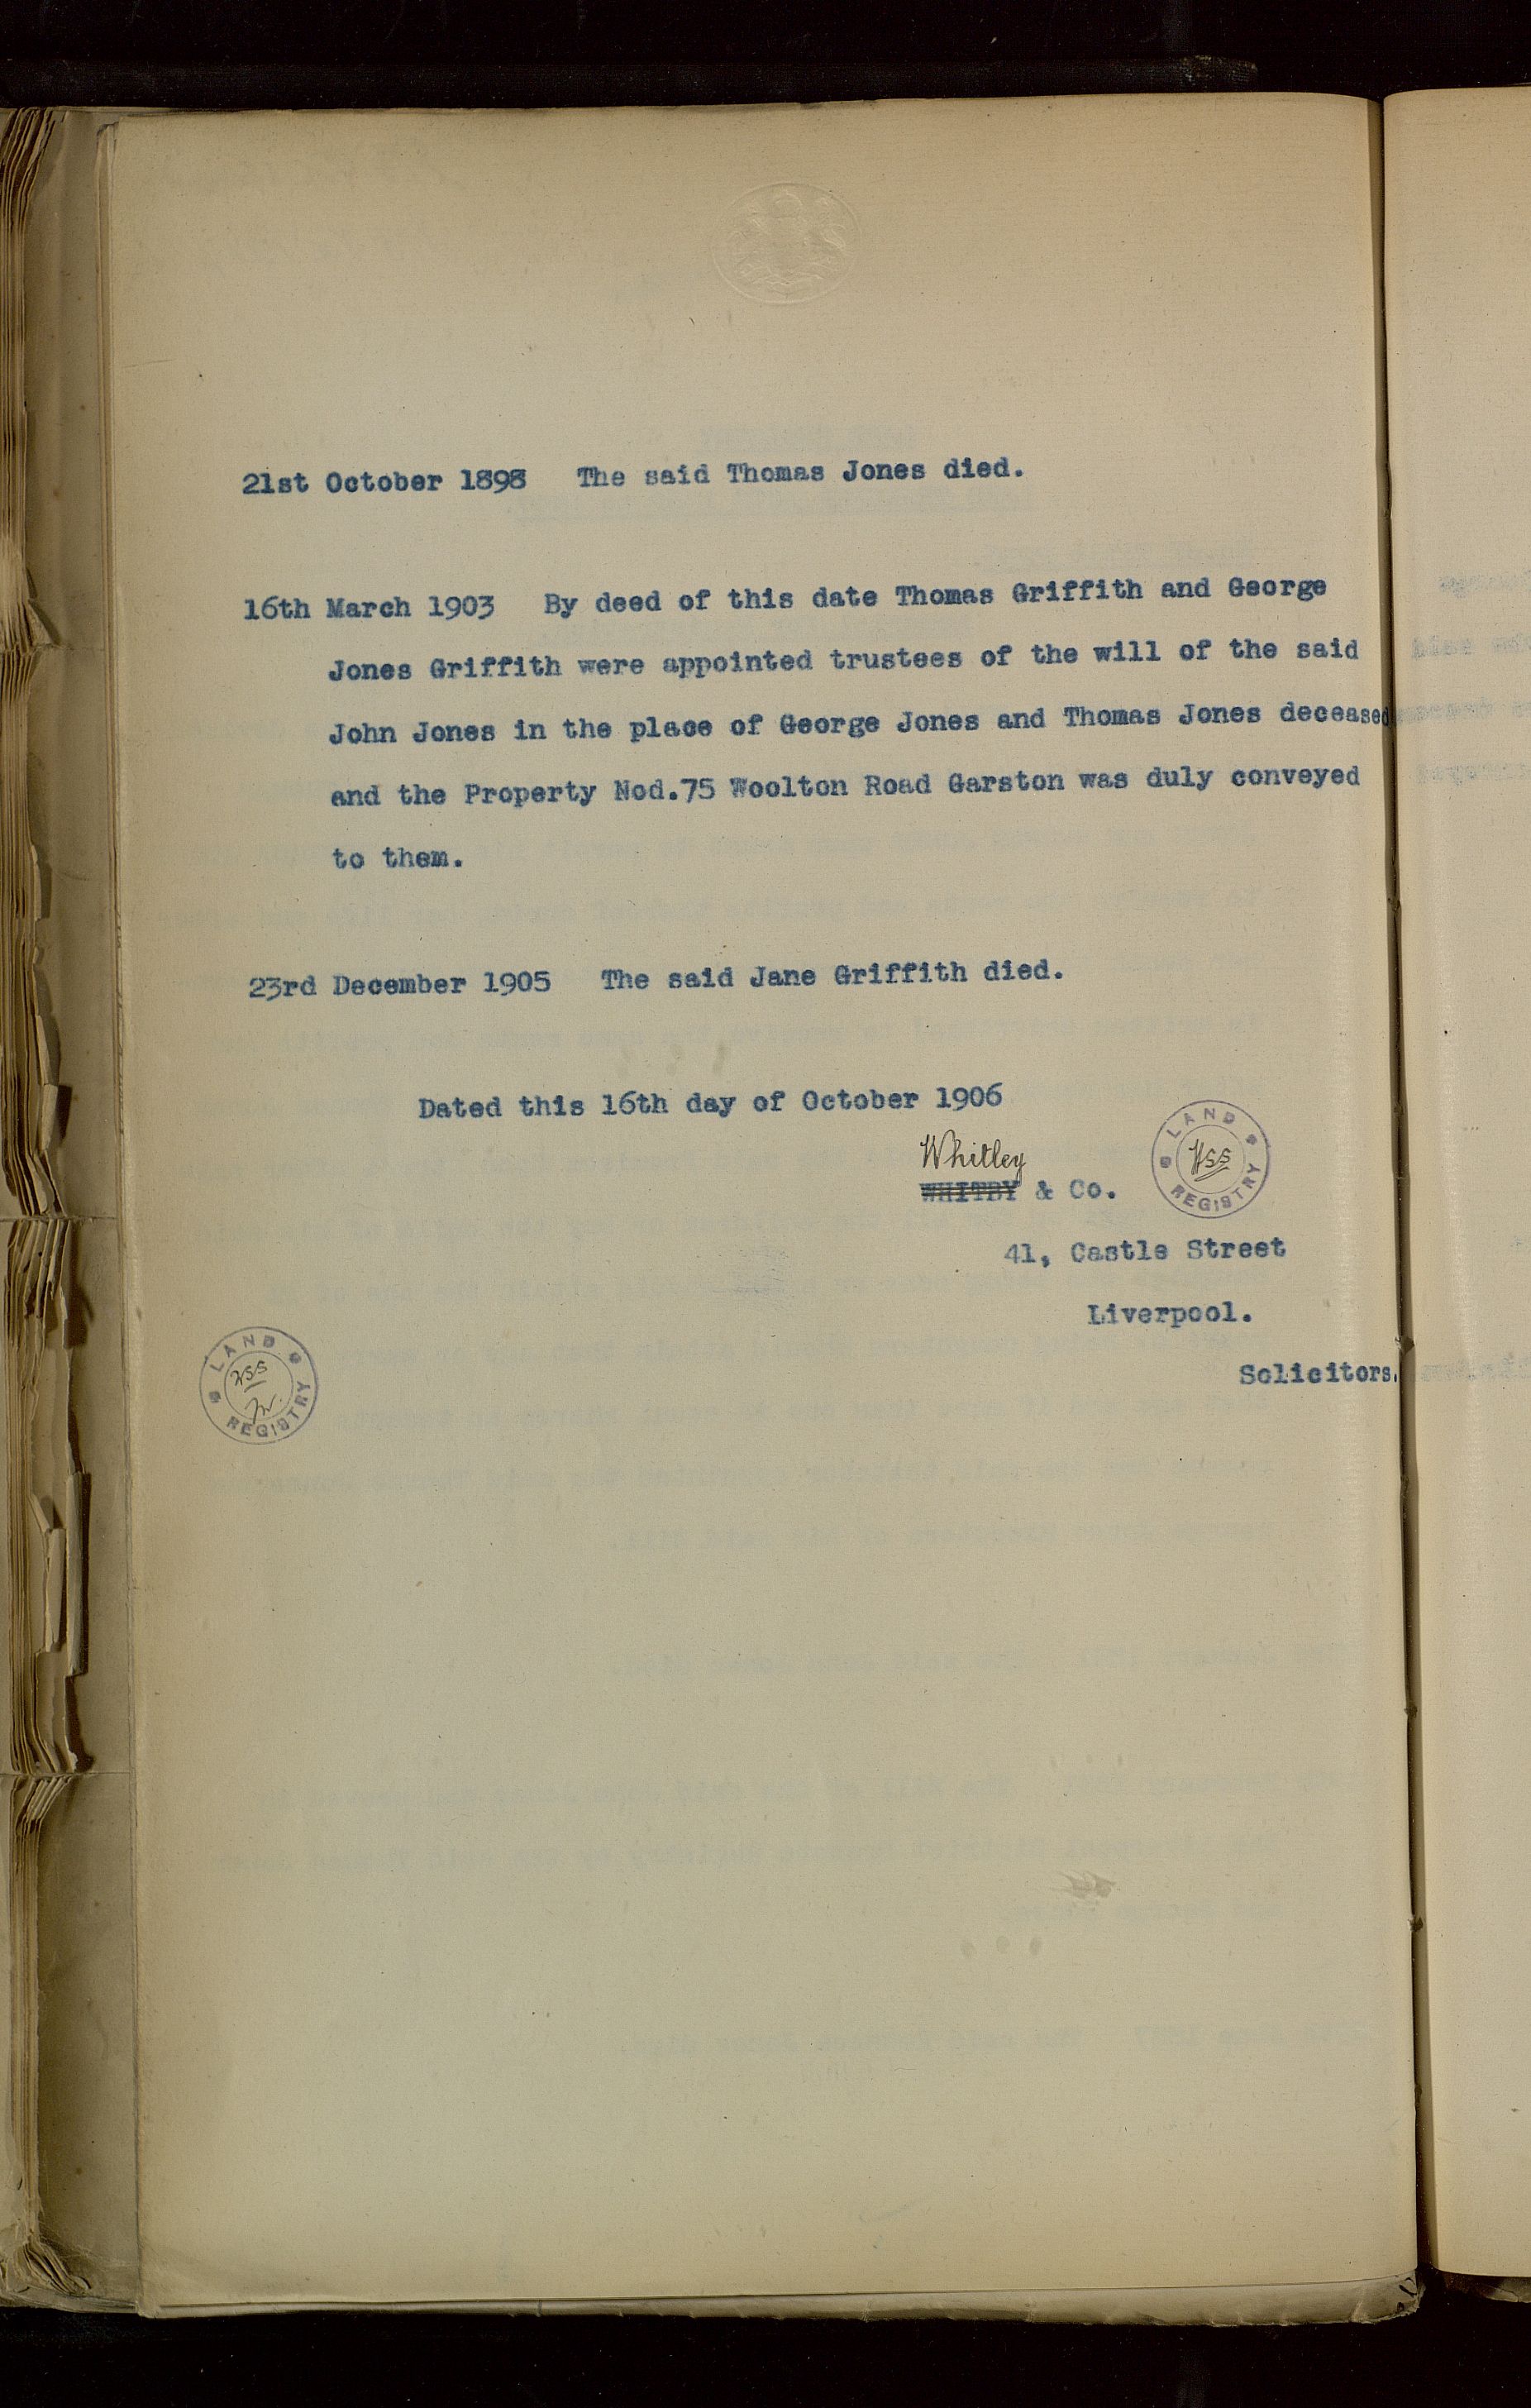 21st October 1898 The said Thomas Jones died.
16th March 1903 By deed of this date Thomas Griffith and George
Jones Griffith were appointed trustees of the will of the said
John Jones in the place of George Jones and Thomas Jones deceased
and the Property Nod.75 Woolton Road Garston was duly conveyed
to them.
23rd December 1905 The said Jane Griffith died.
Dated this 16th day of October 1906
Whitley
WHITBY & Co.
LAND REGISTRY
41, Castle Street
Liverpool.
Solicitors.
LAND REGISTRY